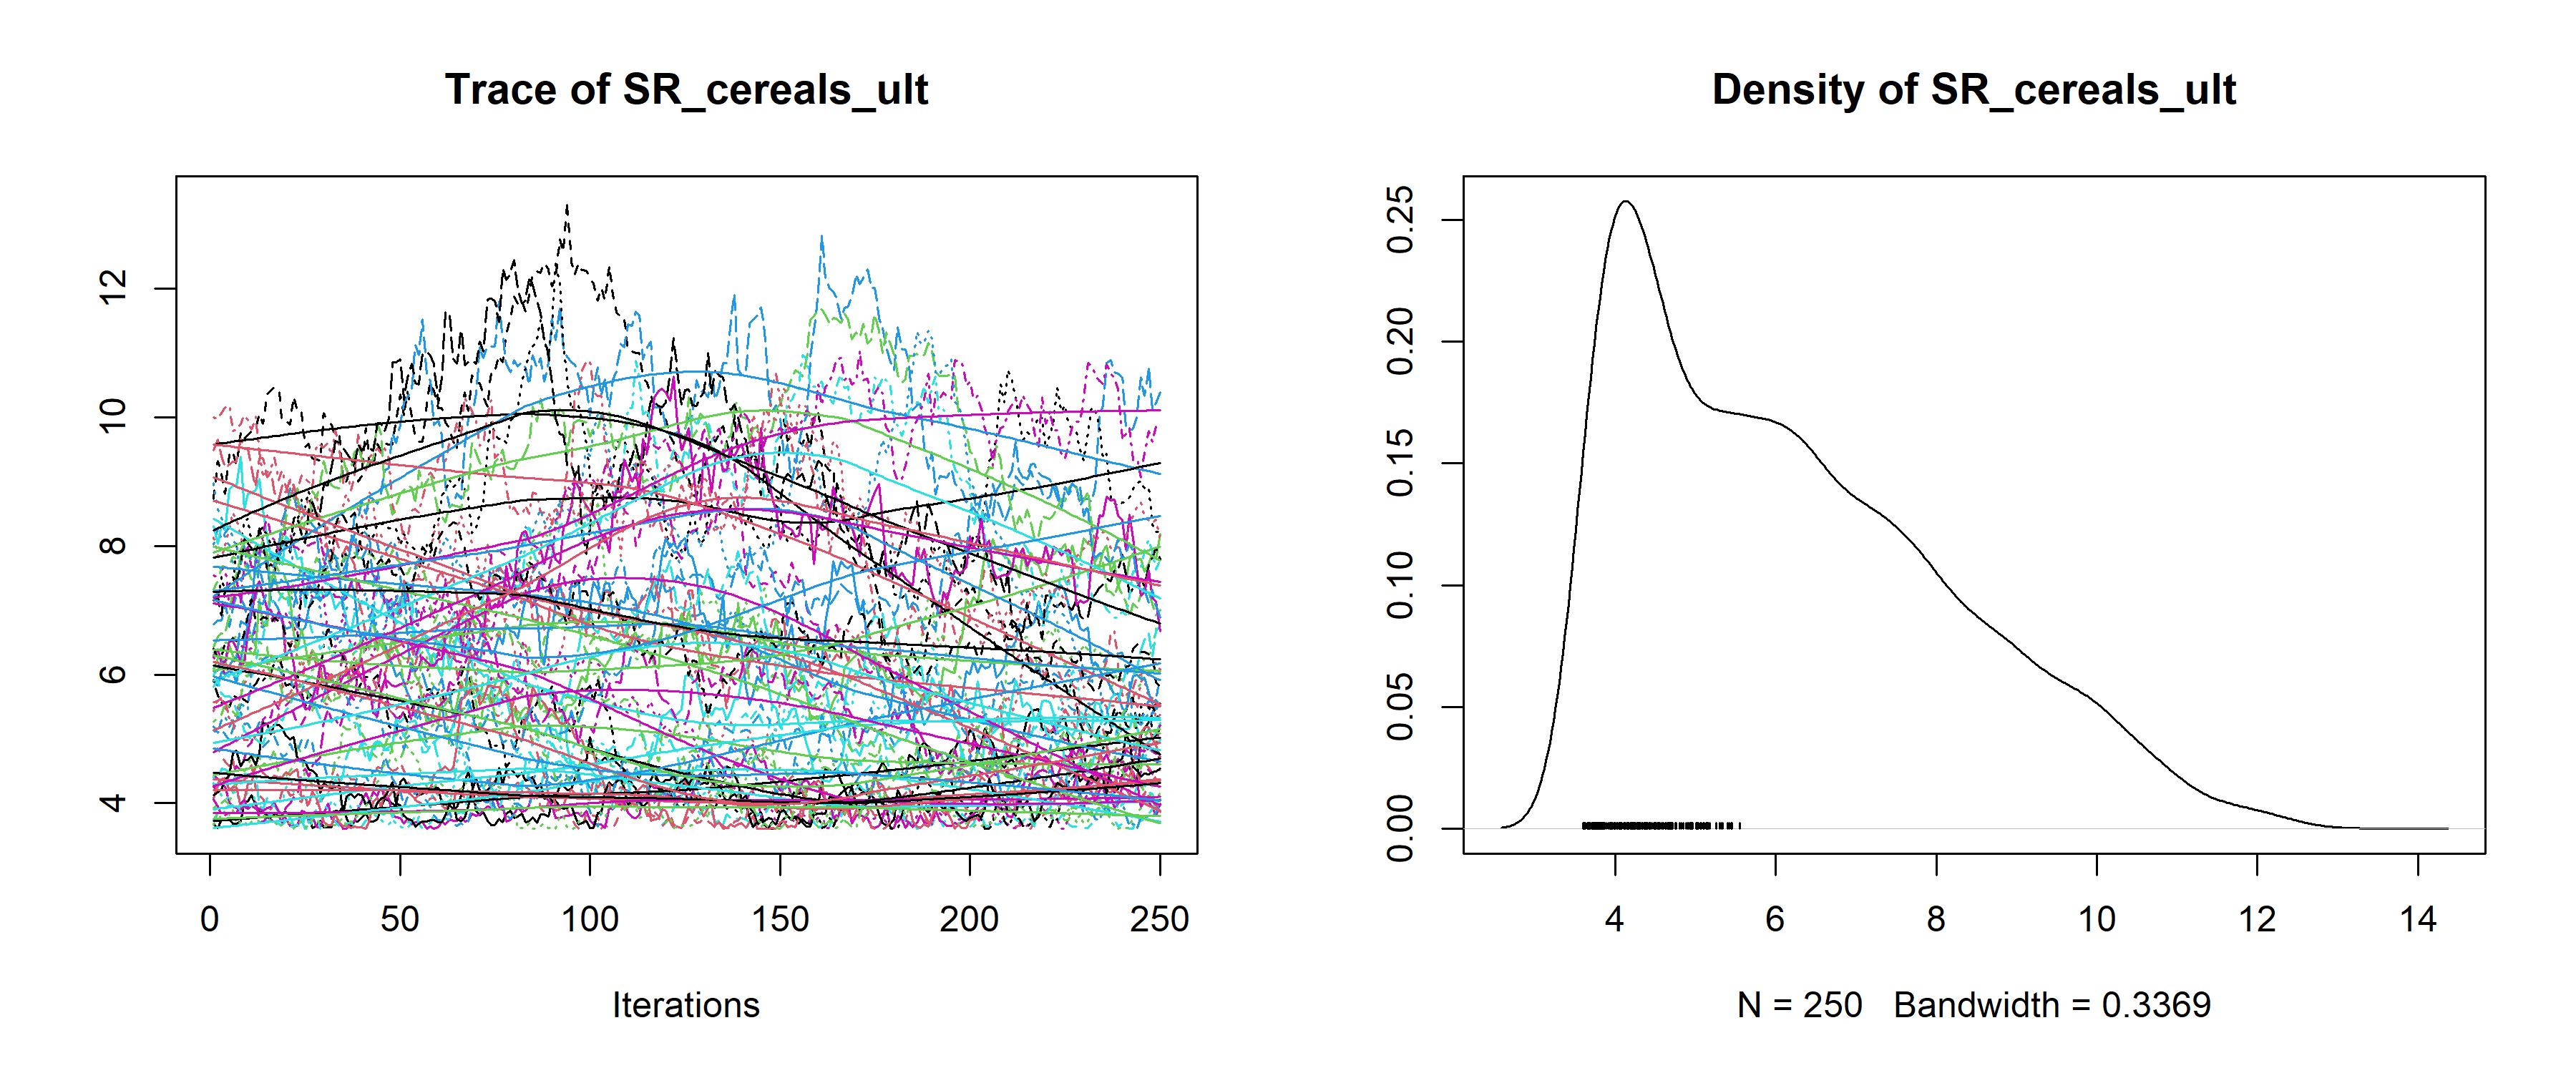 Trace of SR_cereals_ult
12
10
8
6
4
0 50 100 150 200 250
Iterations
Density of SR_cereals_ult
0.25
0.20
0.15
0.10
0.05
0.00
4 6 8 10 12 14
N = 250 Bandwidth = 0.3369